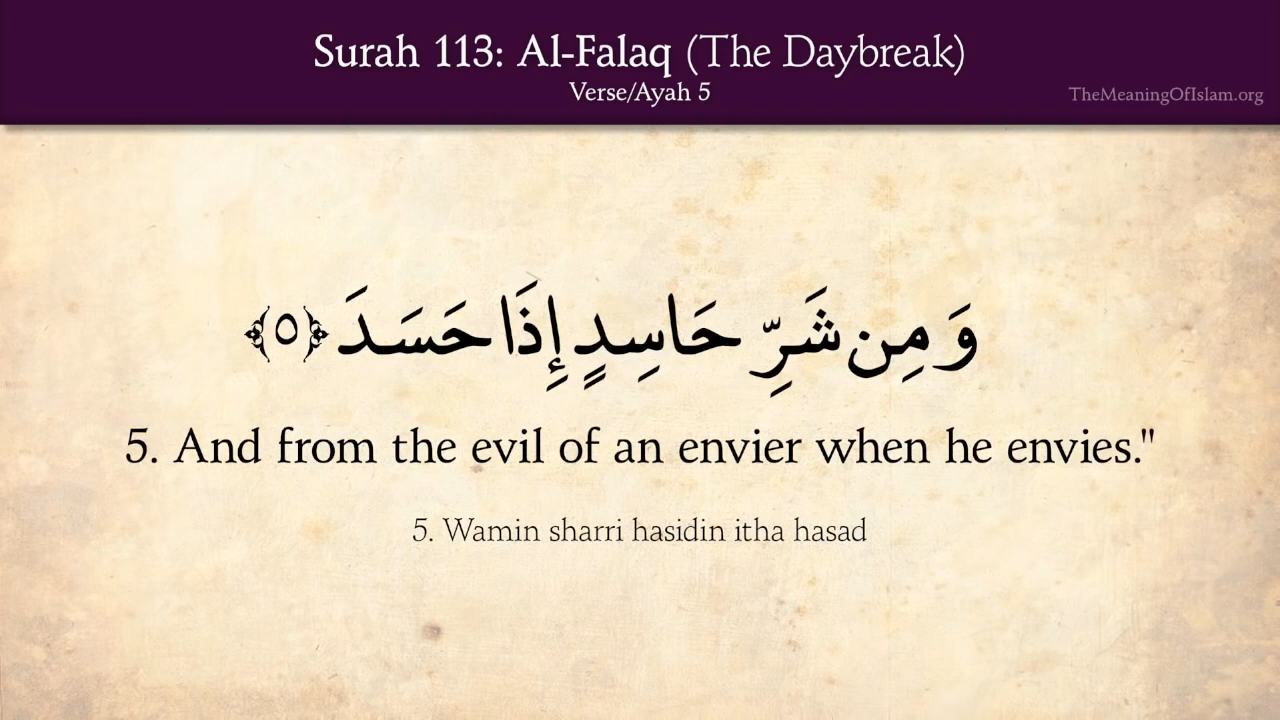 Surah 113: Al-Falaq (The Daybreak)
Verse/Ayah 5
TheMeaningOfIslam.org
وَمِن شَرِّ حَاسِدٍ إِذَا حَسَدَ ﴿٥﴾
5. And from the evil of an envier when he envies."
5. Wamin sharri hasidin itha hasad